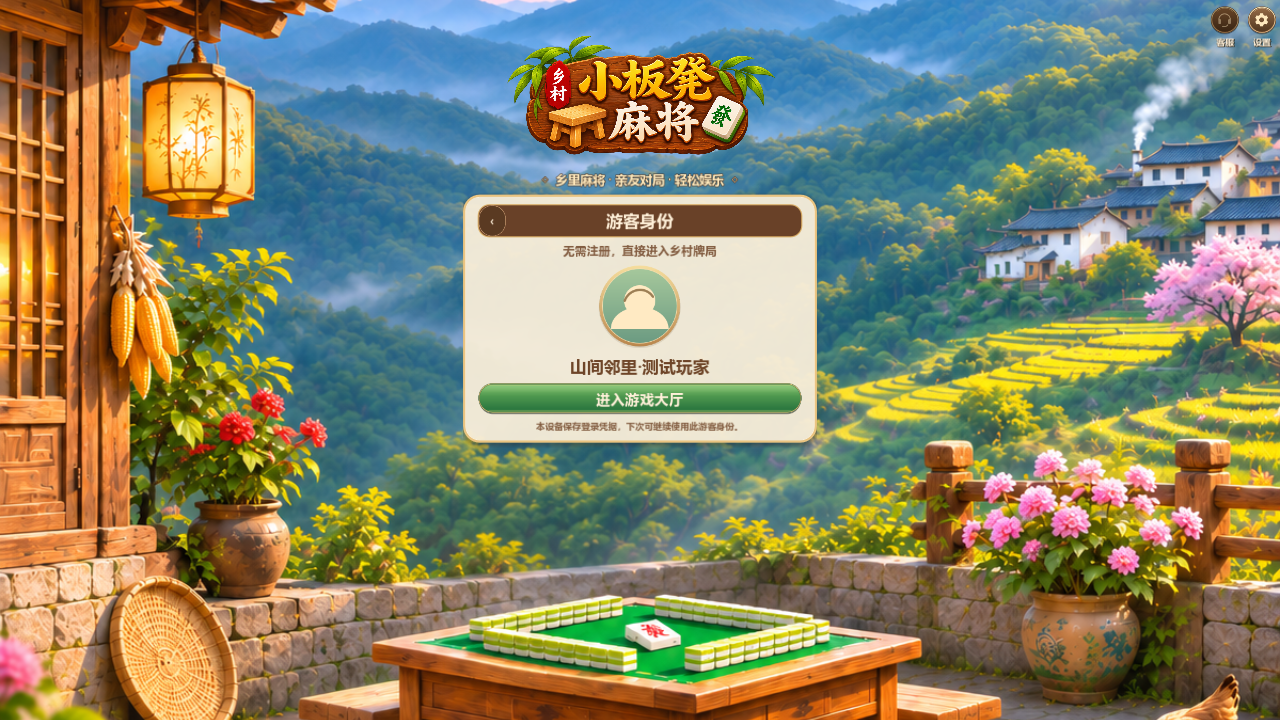 客服
设置
乡村
小板發
麻将
發
乡里麻将 · 亲友对局 · 轻松娱乐
游客身份
无需注册，直接进入乡村牌局
山间邻里·测试玩家
进入游戏大厅
本设备保存登录凭据，下次可继续使用此游客身份。